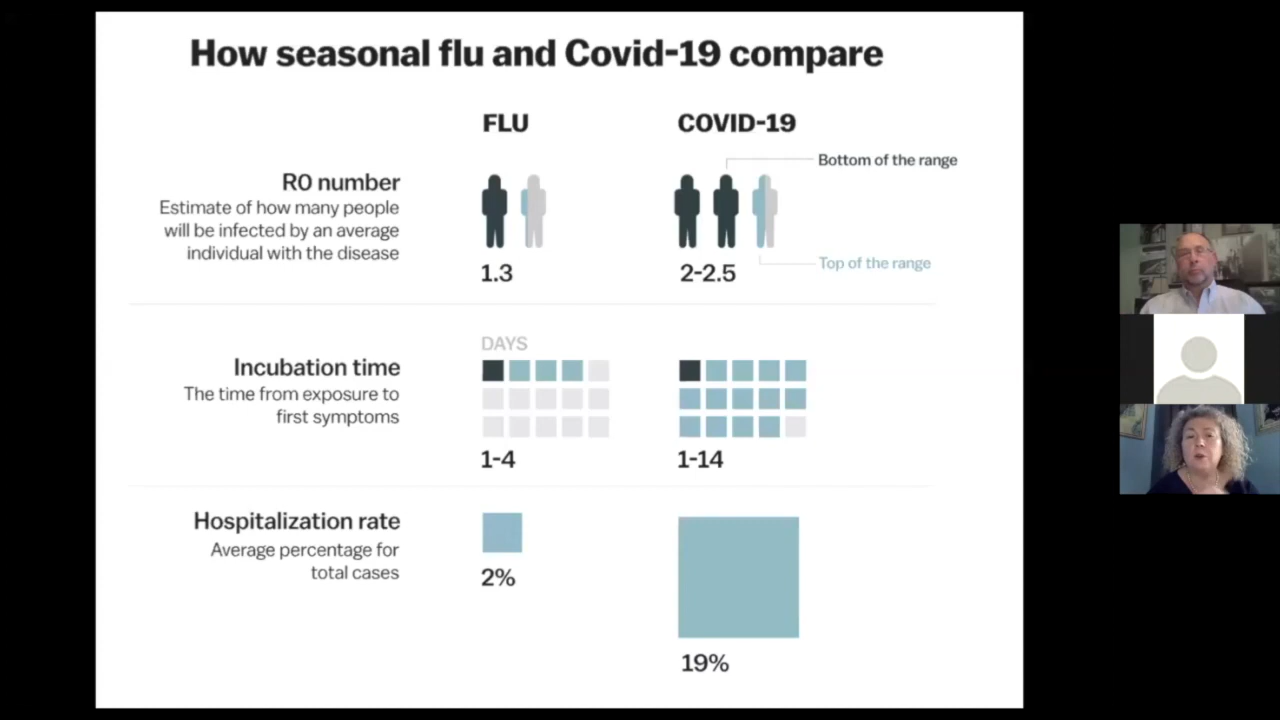 How seasonal flu and Covid-19 compare
FLU
COVID-19
Bottom of the range
R0 number
Estimate of how many people
will be infected by an average
individual with the disease
1.3
2-2.5
Top of the range
DAYS
Incubation time
The time from exposure to
first symptoms
1-4
1-14
Hospitalization rate
Average percentage for
total cases
2%
19%